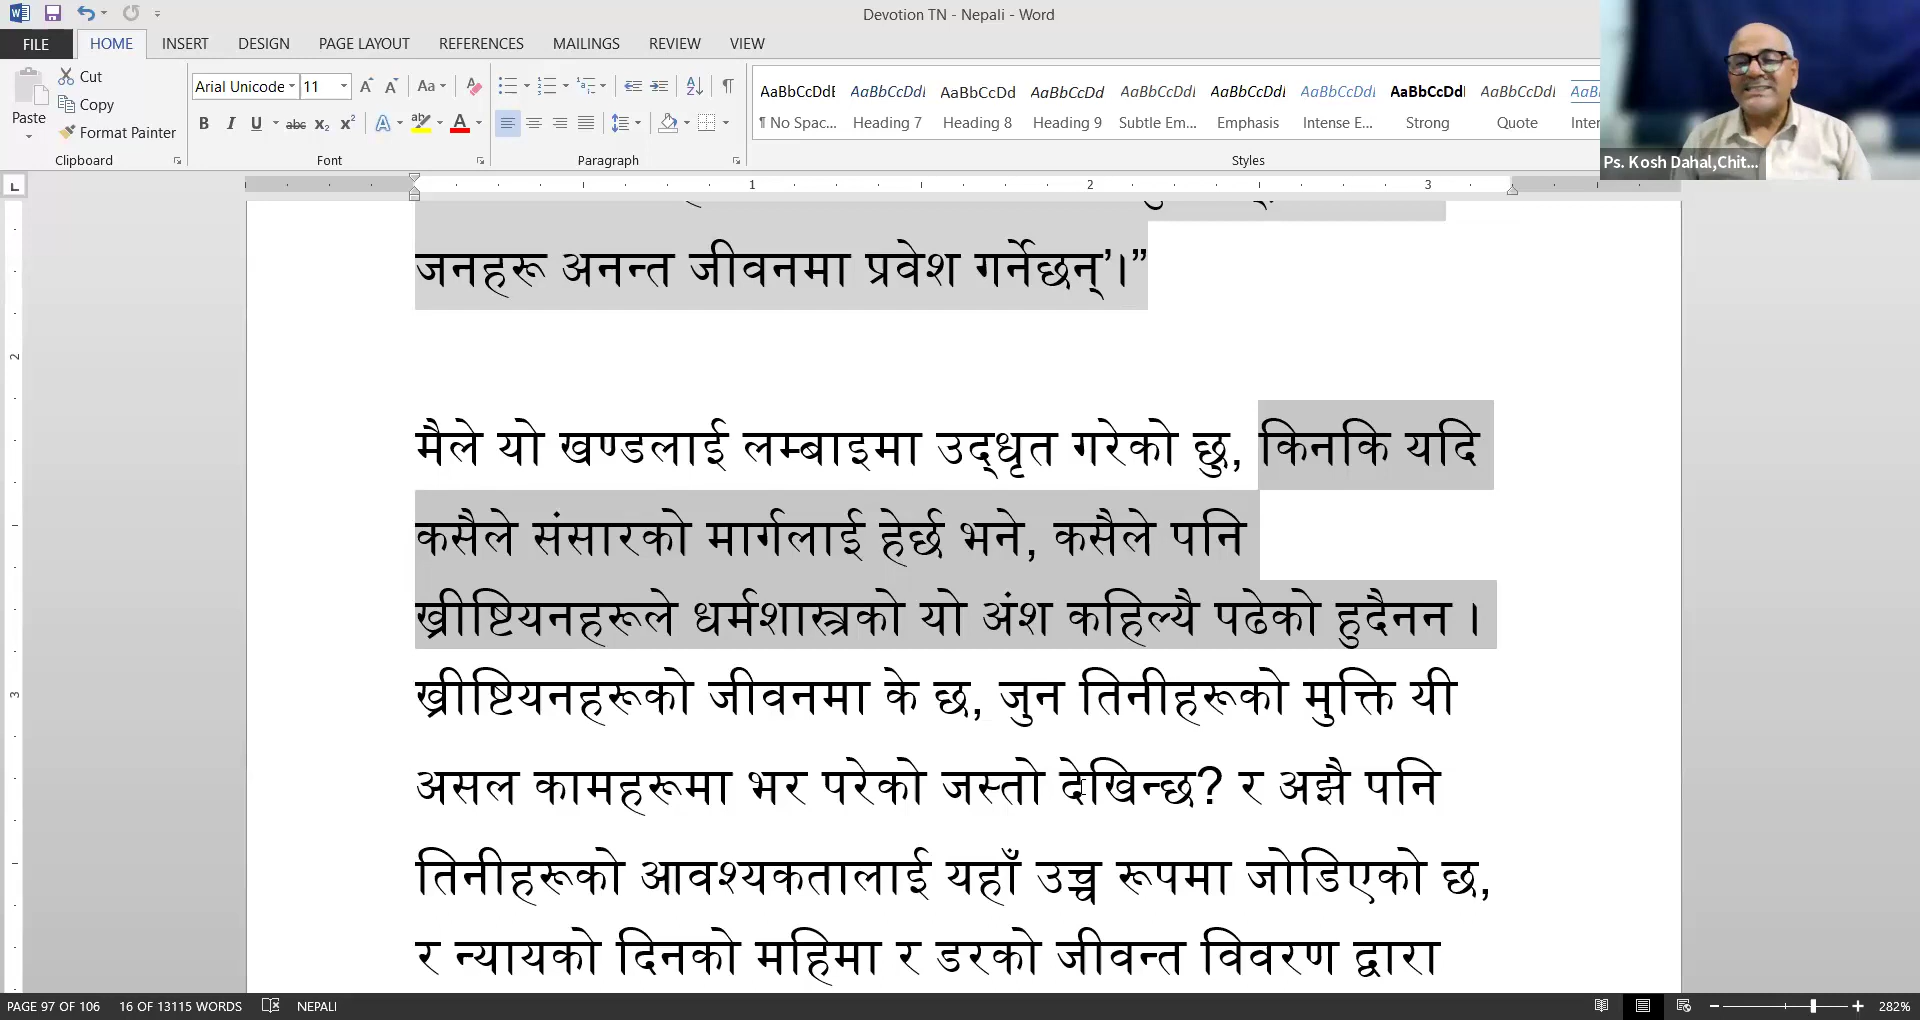 Devotion TN - Nepali - Word
FILE HOME INSERT DESIGN PAGE LAYOUT REFERENCES MAILINGS REVIEW VIEW
Paste
Cut
Copy
Format Painter
Clipboard
Arial Unicode 11
Font
Paragraph
AaBbCcDdE AaBbCcDdI AaBbCcDd AaBbCcDd AaBbCcDdI AaBbCcDdI AaBbCcDdI AaBbCcDdI AaBbCcDdI
¶ No Spac... Heading 7 Heading 8 Heading 9 Subtle Em... Emphasis Intense E... Strong Quote
Styles
Ps. Kosh Dahal,Chit...
1 2 3
जनहरू अनन्त जीवनमा प्रवेश गर्नेछन्’।”
मैले यो खण्डलाई लम्बाइमा उद्धृत गरेको छु, किनकि यदि
कसैले संसारको मार्गलाई हेर्छ भने, कसैले पनि
ख्रीष्टियनहरूले धर्मशास्त्रको यो अंश कहिल्यै पढेको हुदैनन ।
ख्रीष्टियनहरूको जीवनमा के छ, जुन तिनीहरूको मुक्ति यी
असल कामहरूमा भर परेको जस्तो देखिन्छ? र अझै पनि
तिनीहरूको आवश्यकतालाई यहाँ उच्च रूपमा जोडिएको छ,
र न्यायको दिनको महिमा र डरको जीवन्त विवरण द्वारा
PAGE 97 OF 106 16 OF 13115 WORDS NEPALI 282%